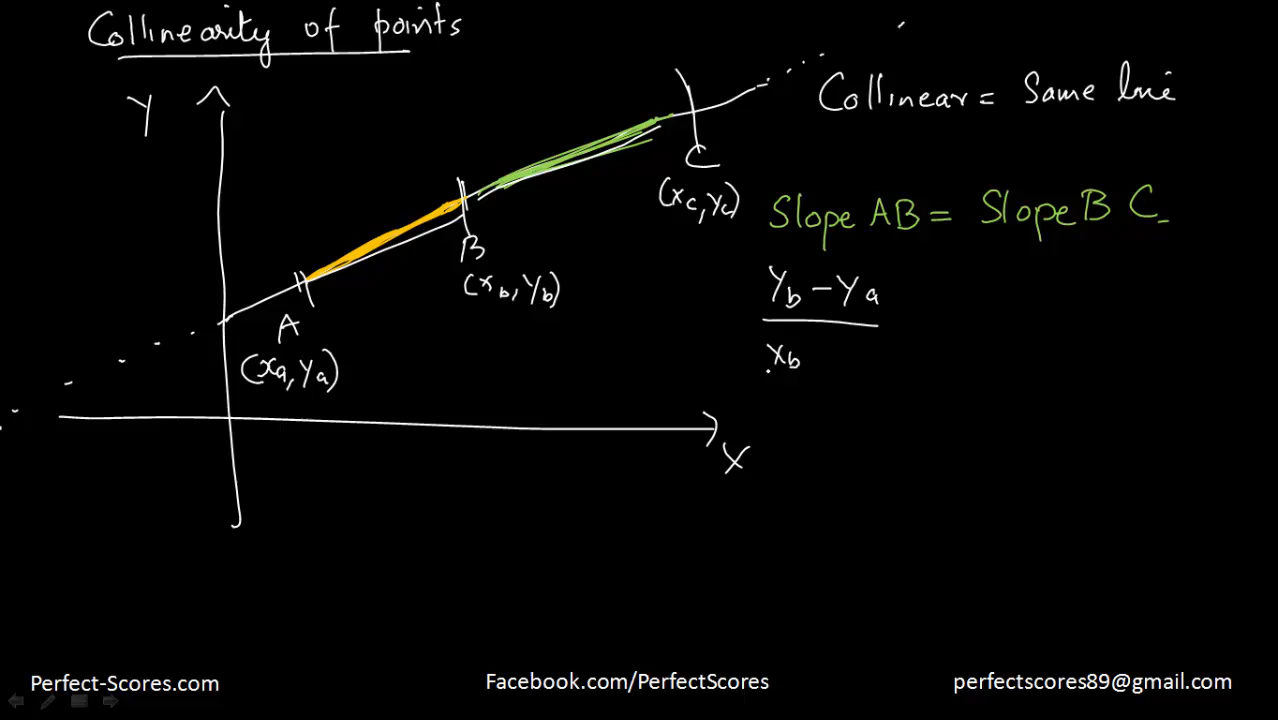 Collinearity of points
Y
Collinear = Same line
C
(xc, yc)
Slope AB = Slope BC
B
(xb, yb)
yb - ya
xb
A
(xa, ya)
X
Perfect-Scores.com
Facebook.com/PerfectScores
perfectscores89@gmail.com